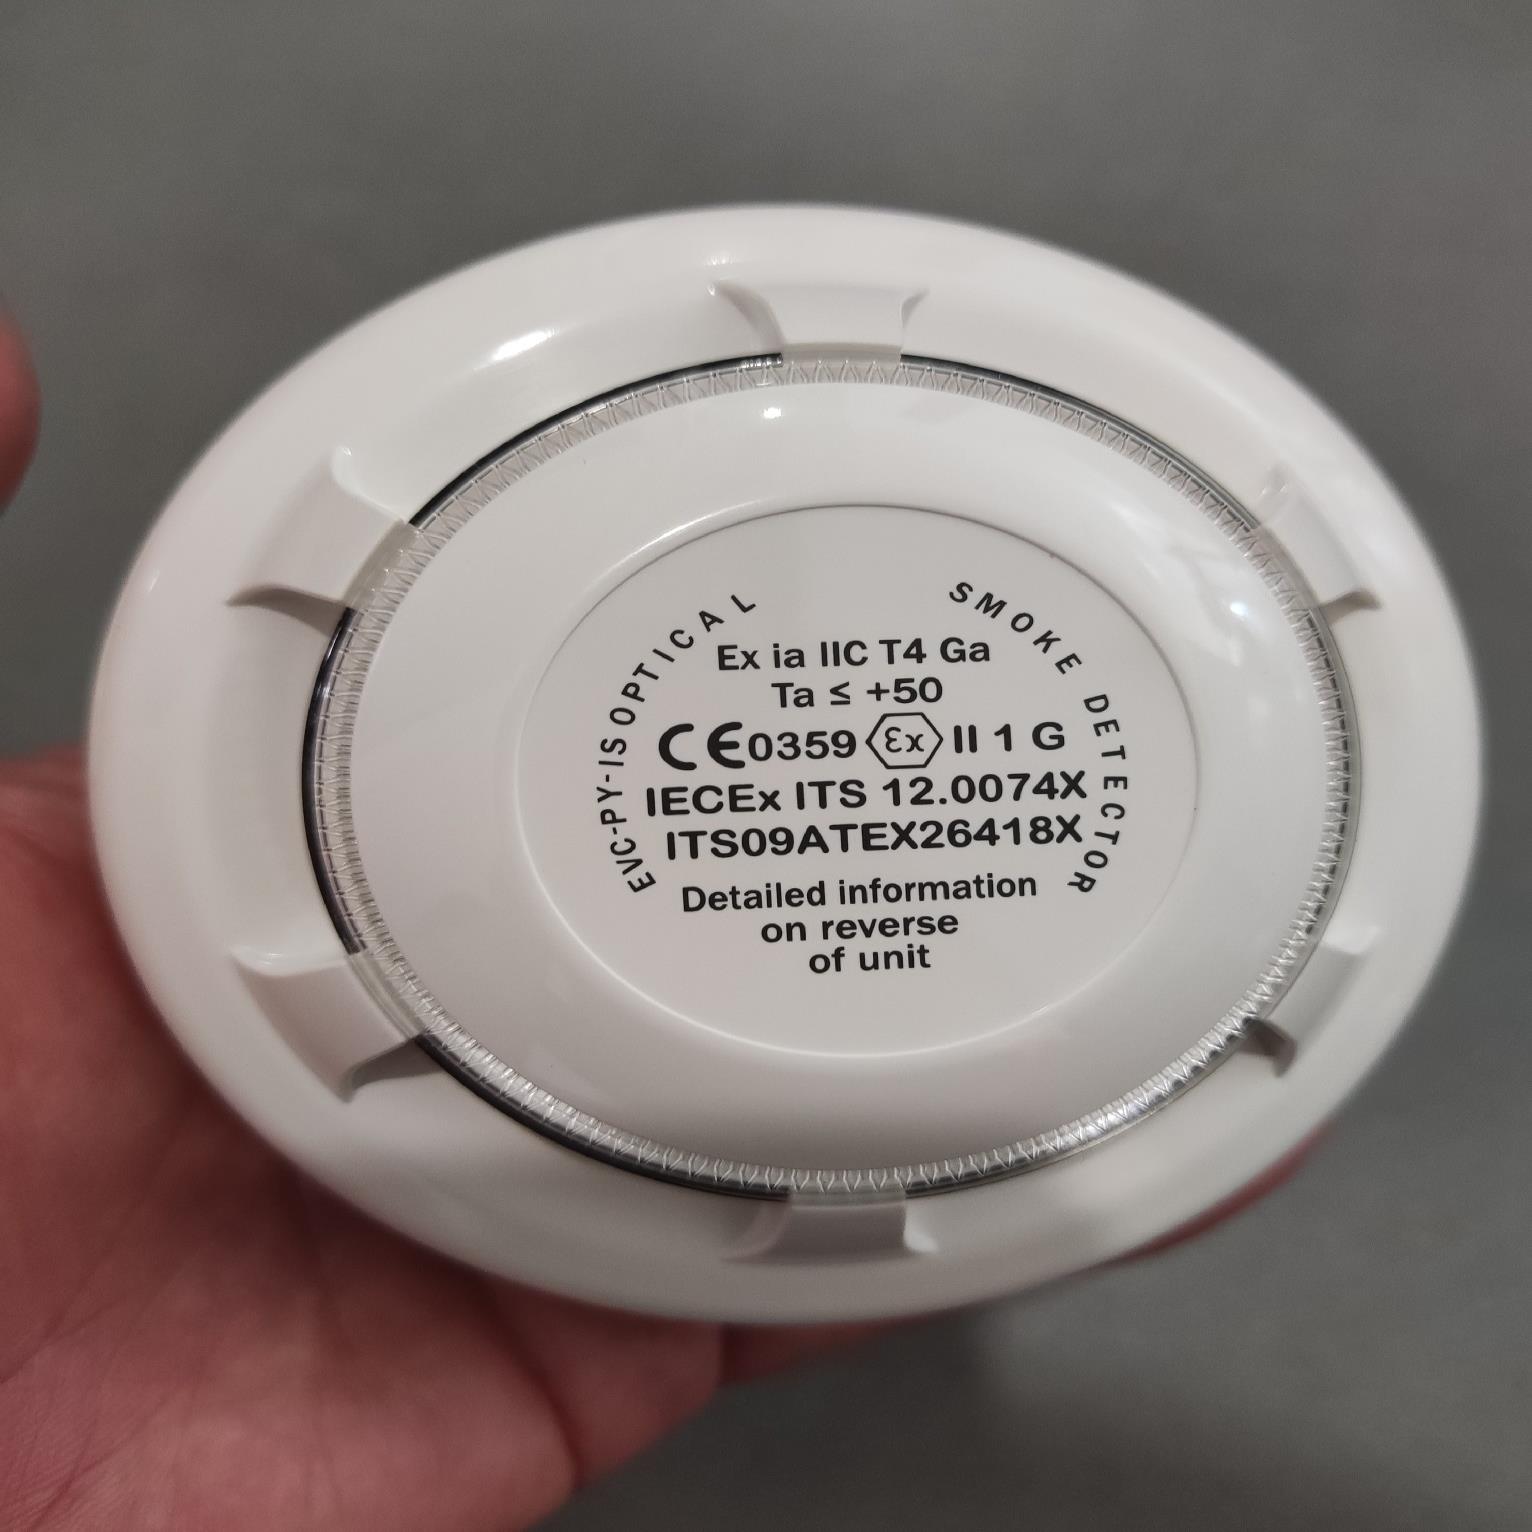 EVC-PY-IS OPTICAL SMOKE DETECTOR
Ex ia IIC T4 Ga
Ta ≤ +50
CE0359 Ex II 1 G
IECEx ITS 12.0074X
ITS09ATEX26418X
Detailed information
on reverse
of unit